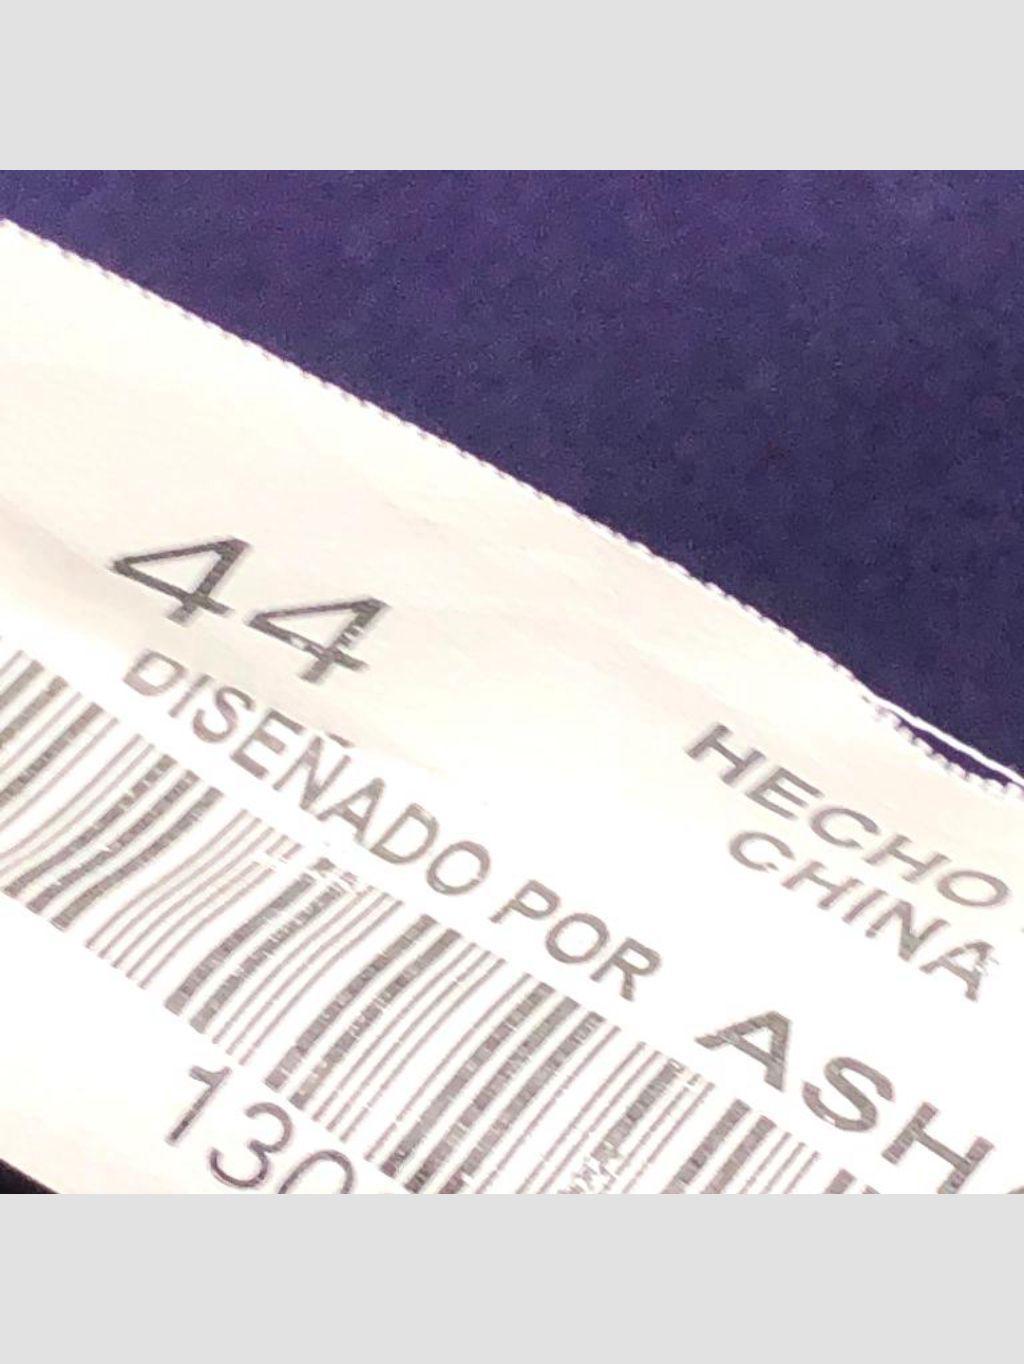 44
DISEÑADO POR
HECHO
CHINA
ASH
130